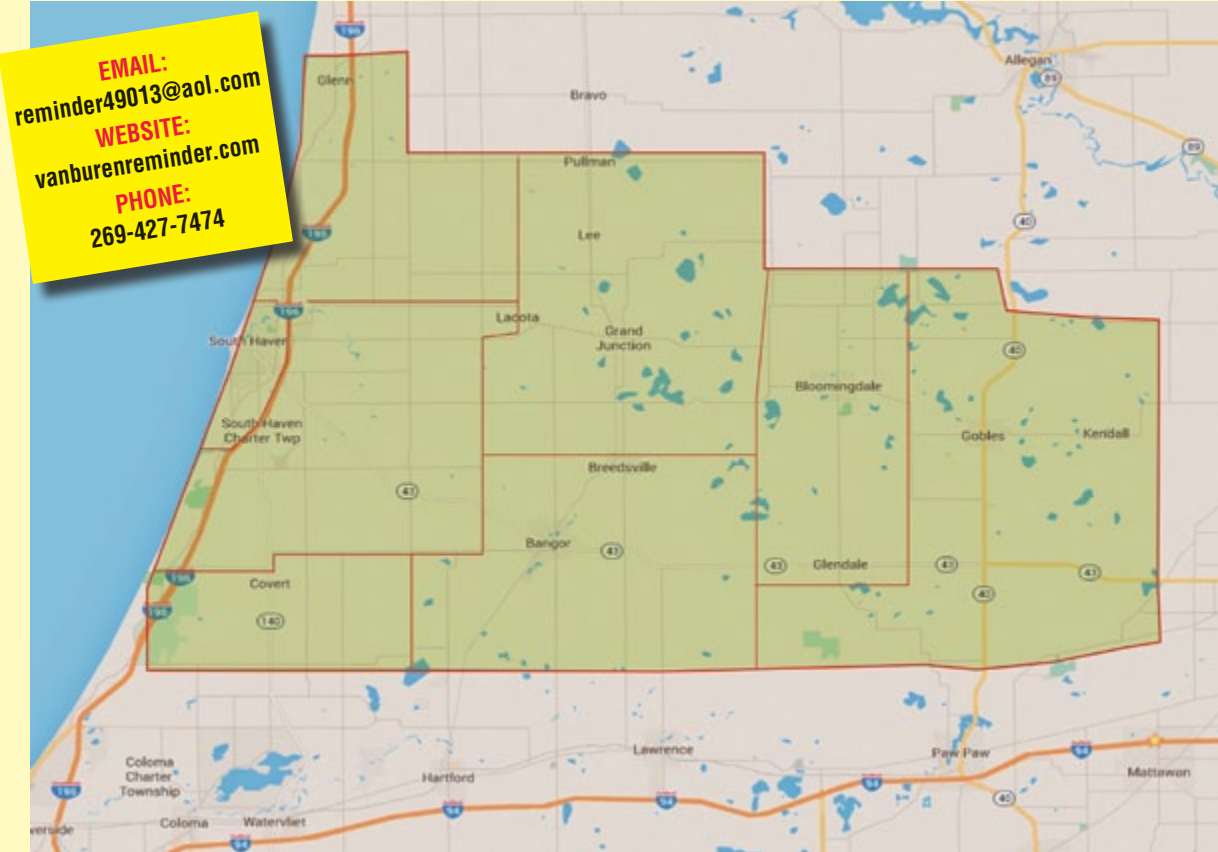 EMAIL:
reminder49013@aol.com
WEBSITE:
vanburenreminder.com
PHONE:
269-427-7474
196
Glenn
Bravo
Allegan
89
89
Pullman
40
196
Lee
196
South Haven
Lacota
Grand
Junction
40
Bloomingdale
South Haven
Charter Twp
Gobles
Kendall
Breedsville
43
Bangor
43
43
Glendale
43
43
196
Covert
40
196
140
Lawrence
Paw Paw
94
Coloma
Charter
Township
Hartford
94
Mattawan
196
94
94
40
verside
Coloma
Watervliet
94